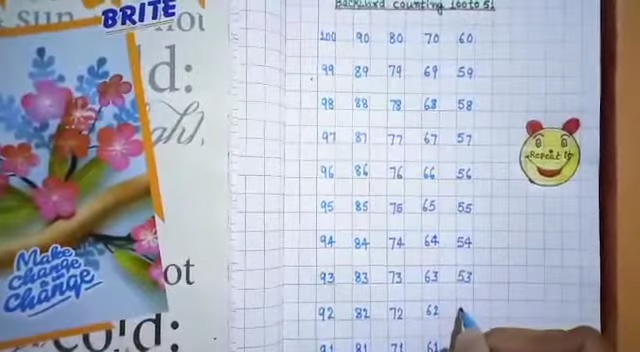 BRITE
Backward counting 100 to 51
100 90 80 70 60
99 89 79 69 59
98 88 78 68 58
97 87 77 67 57
96 86 76 66 56
95 85 75 65 55
94 84 74 64 54
93 83 73 63 53
92 82 72 62
91 81 71 61
Repeat It
d:
Make
Change
a
Change
ot
old: